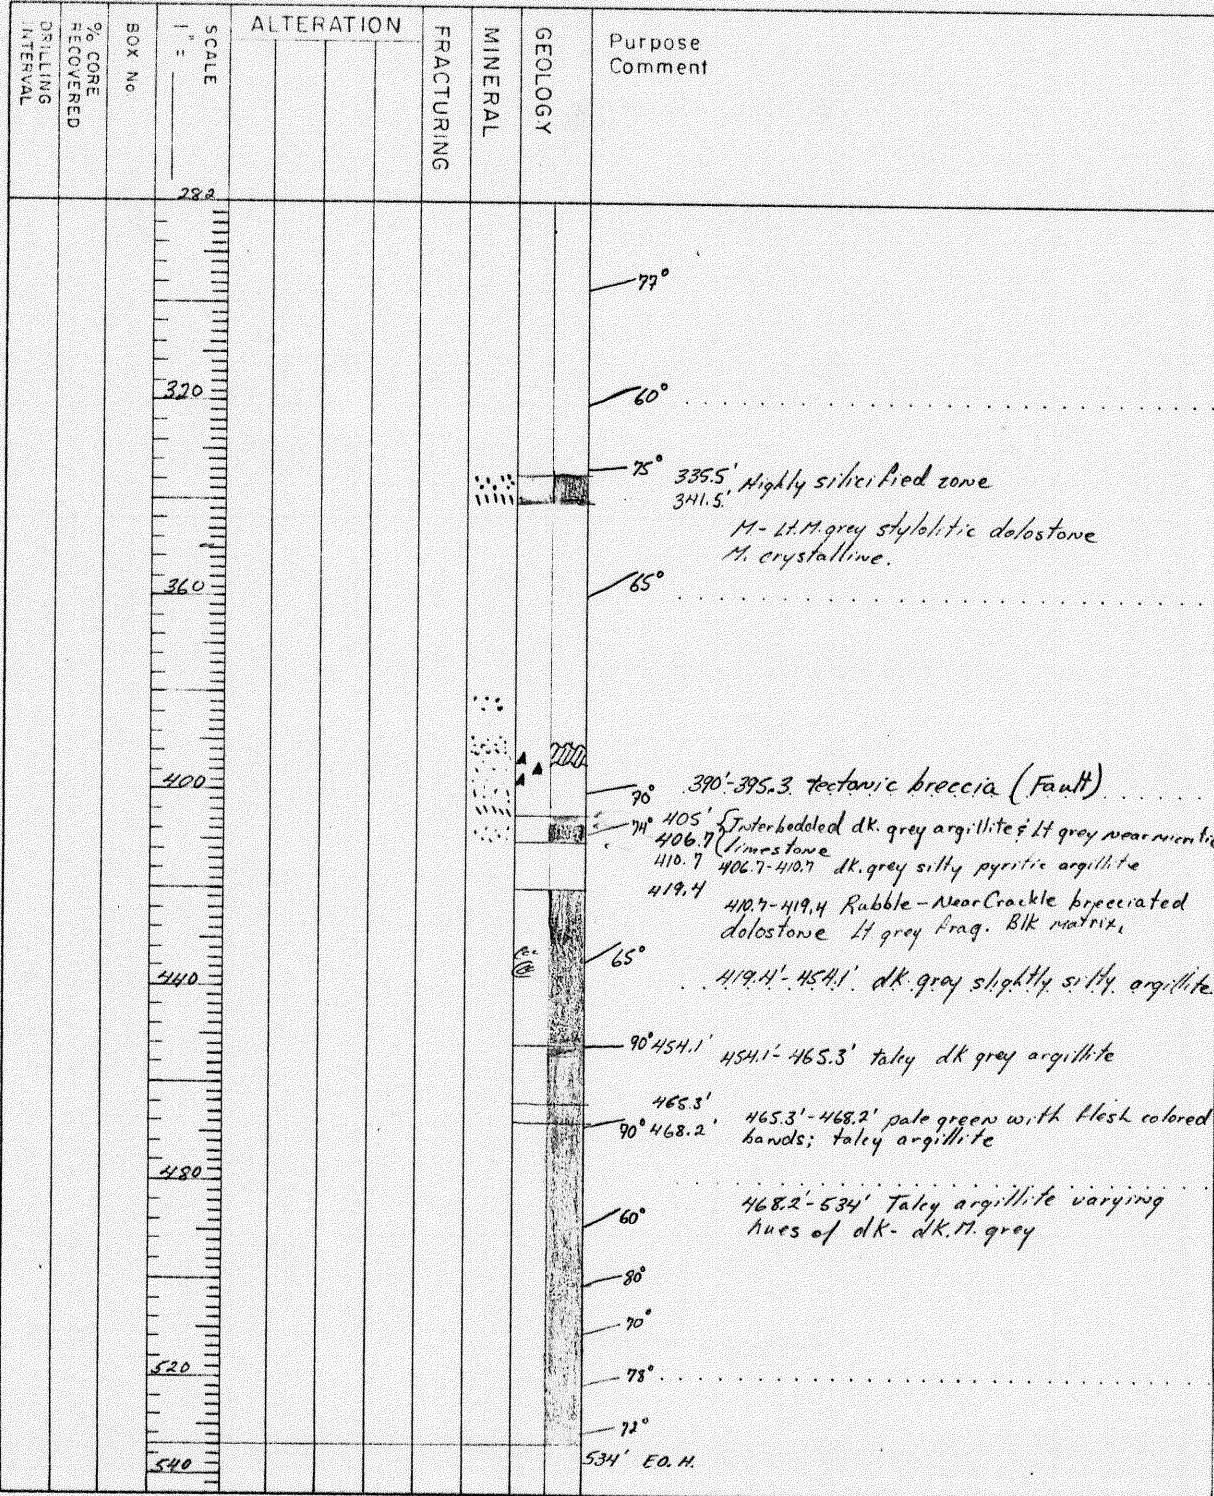 DRILLING INTERVAL
% CORE RECOVERED
BOX No
SCALE
1" =
ALTERATION
FRACTURING
MINERAL
GEOLOGY
Purpose
Comment
282
77°
320
60°
75°
335.5' Highly silicified zone
341.5'
M- Lt.M. grey stylolitic dolostone
M. crystalline.
360
65°
400
390'-395.3 tectonic breccia (Fault)
70°
74° 405' { Interbedded dk. grey argillite & Lt grey near micritic
406.7 limestone
410.7 406.7-410.7 dk. grey silty pyritic argillite
419.4
410.7-419.4 Rubble-Near Crackle brecciated
dolostone Lt grey frag. Blk matrix.
65°
440
419.4'-454.1' dk grey slightly silty argillite
90° 454.1' 454.1'-465.3' talcy dk grey argillite
465.3'
90° 468.2' 465.3'-468.2' pale green with flesh colored
bands; talcy argillite
480
468.2'-534' Talcy argillite varying
hues of dk- dk.M. grey
60°
80°
70°
520
78°
72°
534' E.O.H.
540